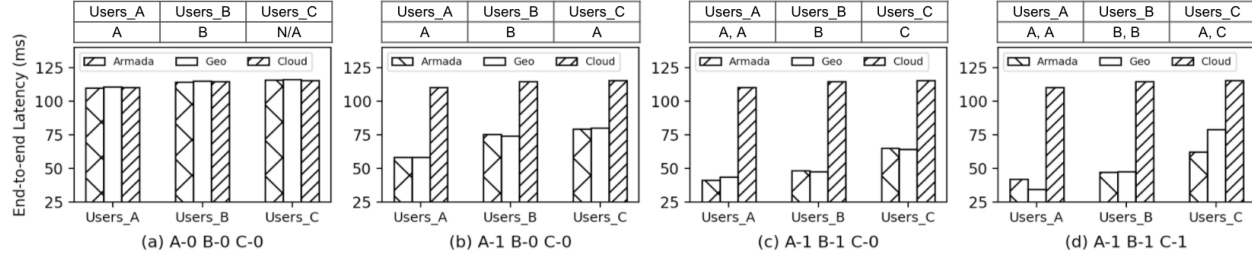 Users_A Users_B Users_C
A B N/A
Armada Geo Cloud
End-to-end Latency (ms)
125
100
75
50
25
Users_A Users_B Users_C
(a) A-0 B-0 C-0
Users_A Users_B Users_C
A B A
Armada Geo Cloud
125
100
75
50
25
Users_A Users_B Users_C
(b) A-1 B-0 C-0
Users_A Users_B Users_C
A, A B C
Armada Geo Cloud
125
100
75
50
25
Users_A Users_B Users_C
(c) A-1 B-1 C-0
Users_A Users_B Users_C
A, A B, B A, C
Armada Geo Cloud
125
100
75
50
25
Users_A Users_B Users_C
(d) A-1 B-1 C-1